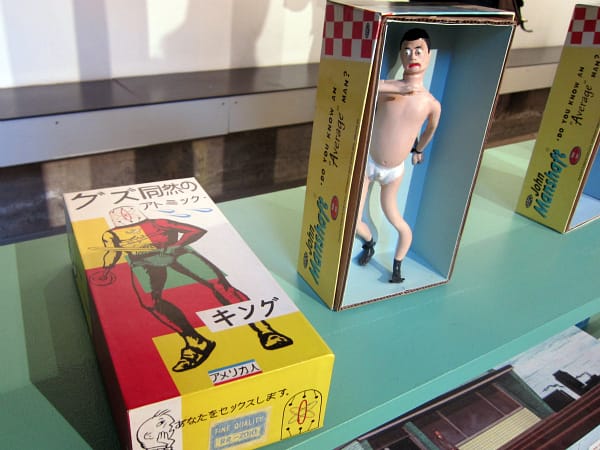 グズ同然の
アトミック・
キング
アメリカ人
あなたをセックスします。
FINE QUALITY
DO YOU KNOW AN
"Average" MAN?
John
Manshaft
DO YOU KNOW AN
"Average" MAN?
John
Manshaft